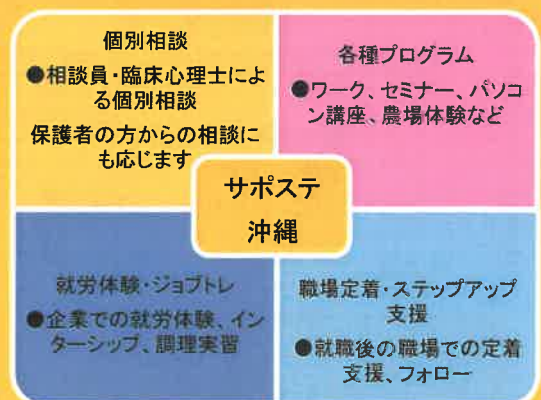 個別相談
●相談員・臨床心理士によ
る個別相談
保護者の方からの相談に
も応じます
各種プログラム
●ワーク、セミナー、パソコ
ン講座、農場体験など
サポステ
沖縄
就労体験・ジョブトレ
●企業での就労体験、イン
ターシップ、調理実習
職場定着・ステップアップ
支援
●就職後の職場での定着
支援、フォロー